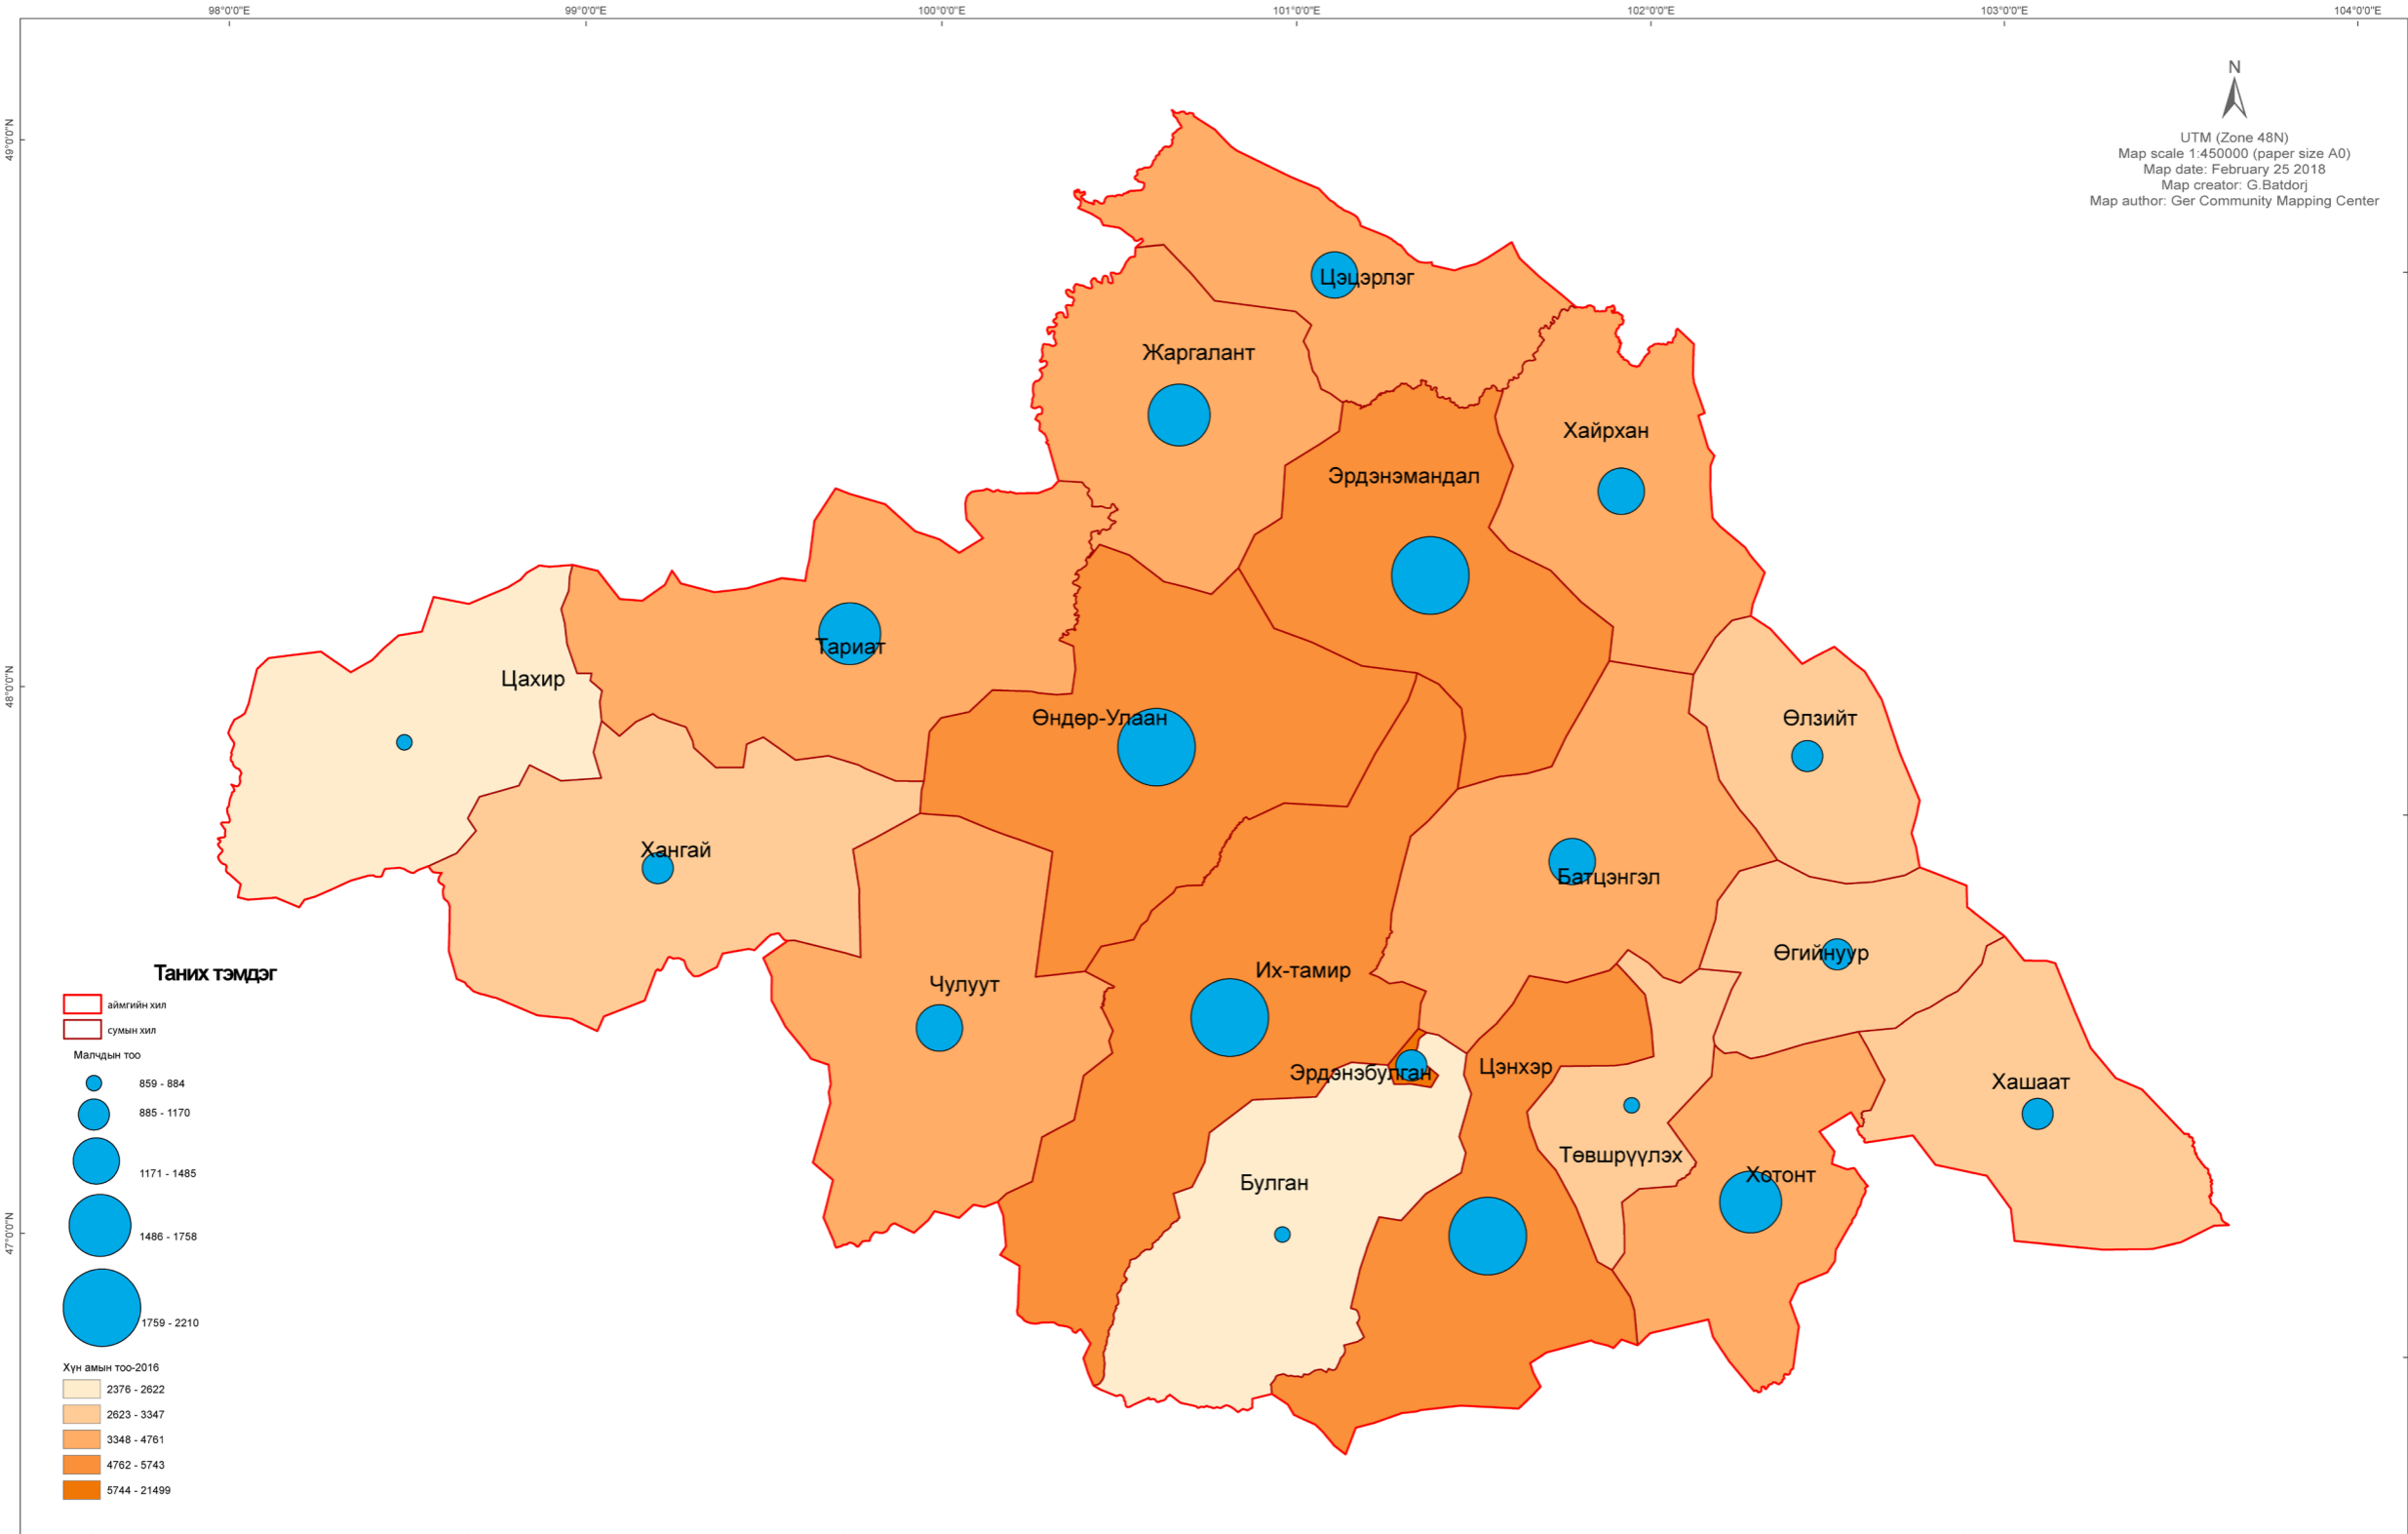 98°0'0"E
99°0'0"E
100°0'0"E
101°0'0"E
102°0'0"E
103°0'0"E
104°0'0"E
49°0'0"N
48°0'0"N
47°0'0"N
N
UTM (Zone 48N)
Map scale 1:450000 (paper size A0)
Map date: February 25 2018
Map creator: G.Batdorj
Map author: Ger Community Mapping Center
Цэцэрлэг
Жаргалант
Хайрхан
Эрдэнэмандал
Тариат
Цахир
Өндөр-Улаан
Өлзийт
Хангай
Батцэнгэл
Өгийнуур
Их-тамир
Чулуут
Цэнхэр
Эрдэнэбулган
Хашаат
Төвшрүүлэх
Хотонт
Булган
Таних тэмдэг
аймгийн хил
сумын хил
Малчдын тоо
859 - 884
885 - 1170
1171 - 1485
1486 - 1758
1759 - 2210
Хүн амын тоо-2016
2376 - 2622
2623 - 3347
3348 - 4761
4762 - 5743
5744 - 21499